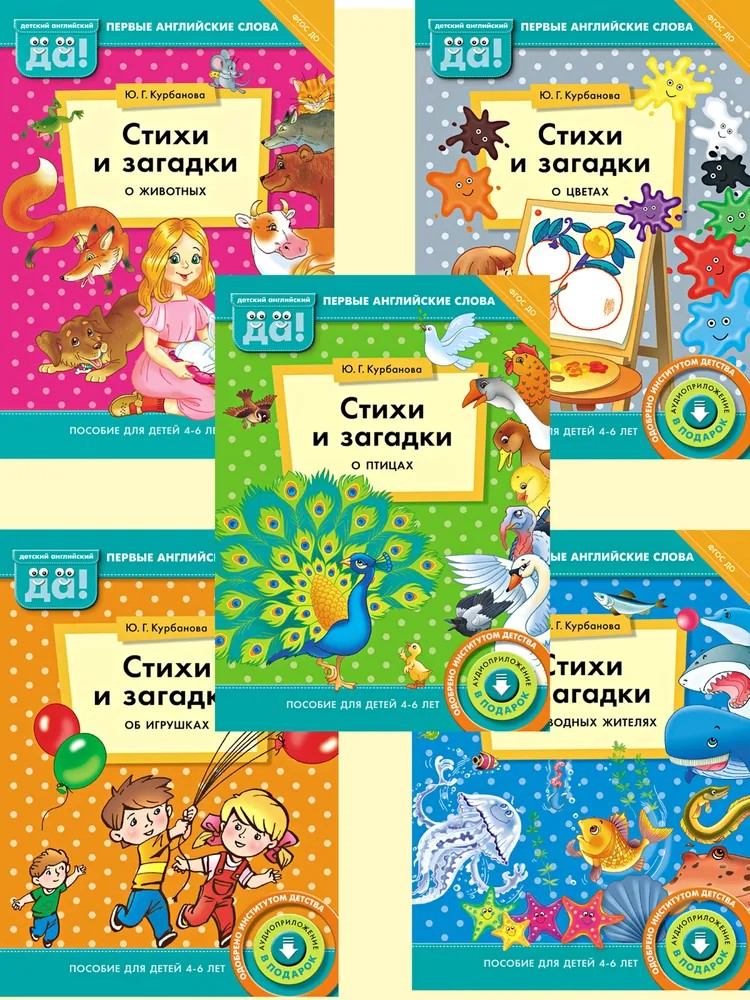 детский английский
да!
ПЕРВЫЕ АНГЛИЙСКИЕ СЛОВА
ФГОС ДО
Ю. Г. Курбанова
Стихи
и загадки
О ЖИВОТНЫХ
ПОСОБИЕ ДЛЯ ДЕТЕЙ 4-6
детский английский
да!
ПЕРВЫЕ АНГЛИЙСКИЕ СЛОВА
ФГОС ДО
Ю. Г. Курбанова
Стихи
и загадки
О ЦВЕТАХ
ДЛЯ ДЕТЕЙ 4-6 ЛЕТ
ОДОБРЕНО ИНСТИТУТОМ ДЕТСТВА
АУДИОПРИЛОЖЕНИЕ
В ПОДАРОК
детский английский
да!
ПЕРВЫЕ АНГЛИЙСКИЕ СЛОВА
ФГОС ДО
Ю. Г. Курбанова
Стихи
и загадки
О ПТИЦАХ
ПОСОБИЕ ДЛЯ ДЕТЕЙ 4-6 ЛЕТ
ОДОБРЕНО ИНСТИТУТОМ ДЕТСТВА
АУДИОПРИЛОЖЕНИЕ
В ПОДАРОК
детский английский
да!
ПЕРВЫЕ АНГЛИЙС
Ю. Г. Курбанова
Стихи
и загадк
ОБ ИГРУШКАХ
ПОСОБИЕ ДЛЯ ДЕТЕЙ 4-6 ЛЕТ
ОДОБРЕНО ИНСТИТУТОМ ДЕТСТВА
АУДИОПРИЛОЖЕНИЕ
В ПОДАРОК
ПЕРВЫЕ АНГЛИЙСКИЕ СЛОВА
ФГОС ДО
Г. Курбанова
Стихи
загадки
ВОДНЫХ ЖИТЕЛЯХ
ПОСОБИЕ ДЛЯ ДЕТЕЙ 4-6 ЛЕТ
ОДОБРЕНО ИНСТИТУТОМ ДЕТСТВА
АУДИОПРИЛОЖЕНИЕ
В ПОДАРОК